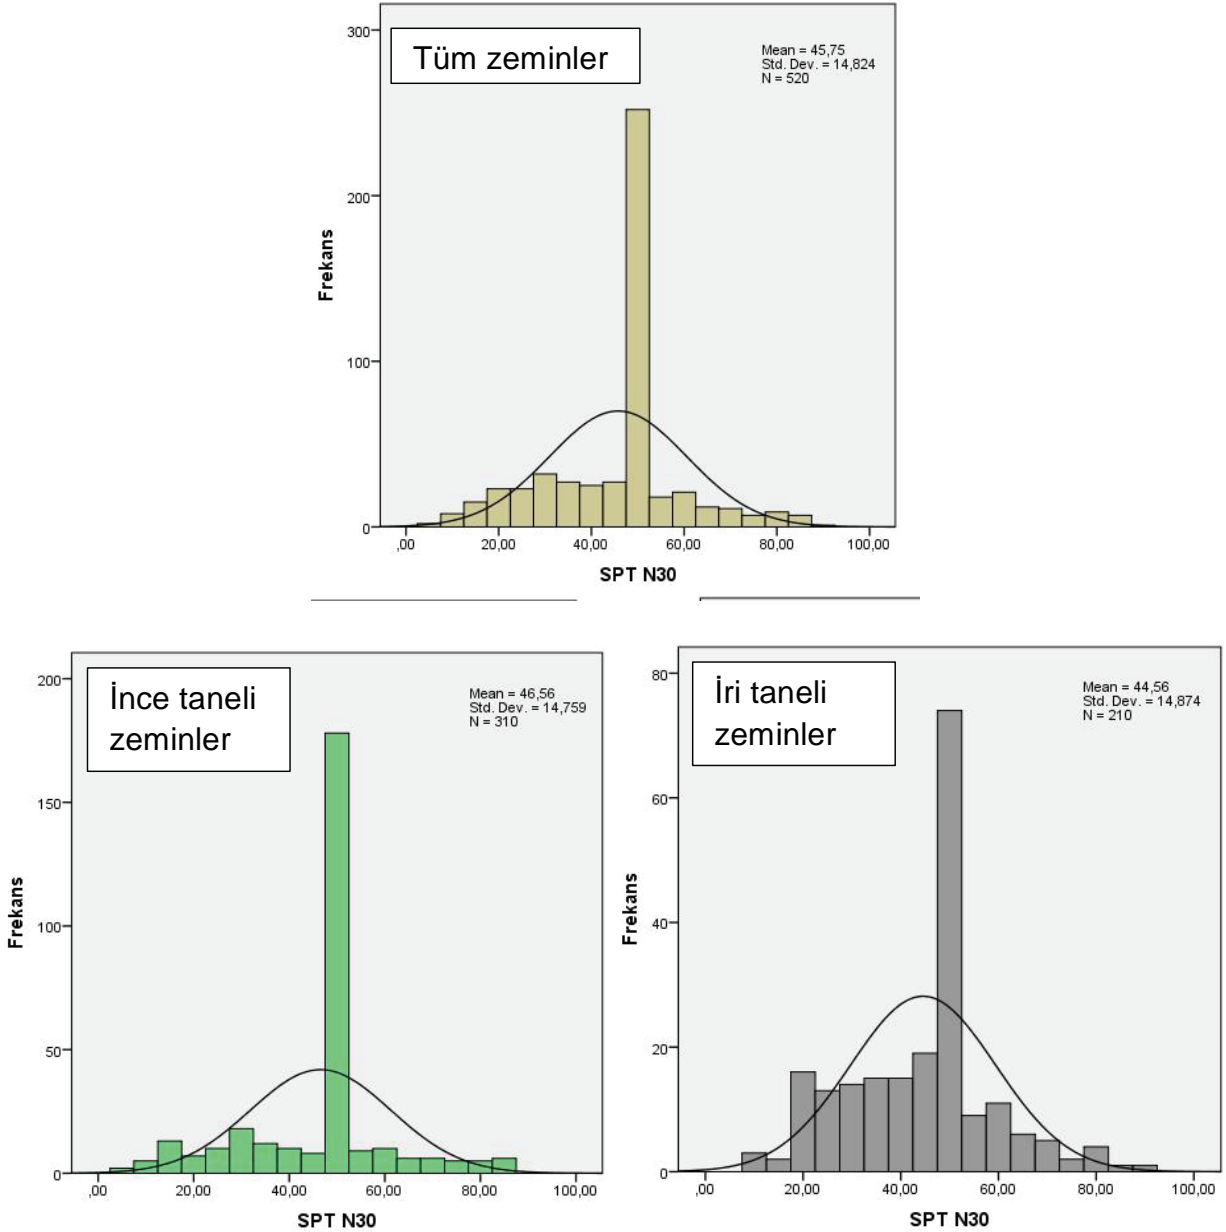 Tüm zeminler
Mean = 45,75
Std. Dev. = 14,824
N = 520
300
200
100
0
Frekans
,00 20,00 40,00 60,00 80,00 100,00
SPT N30
İnce taneli
zeminler
Mean = 46,56
Std. Dev. = 14,759
N = 310
200
150
100
50
0
Frekans
,00 20,00 40,00 60,00 80,00 100,00
SPT N30
İri taneli
zeminler
Mean = 44,56
Std. Dev. = 14,874
N = 210
80
60
40
20
0
Frekans
,00 20,00 40,00 60,00 80,00 100,00
SPT N30